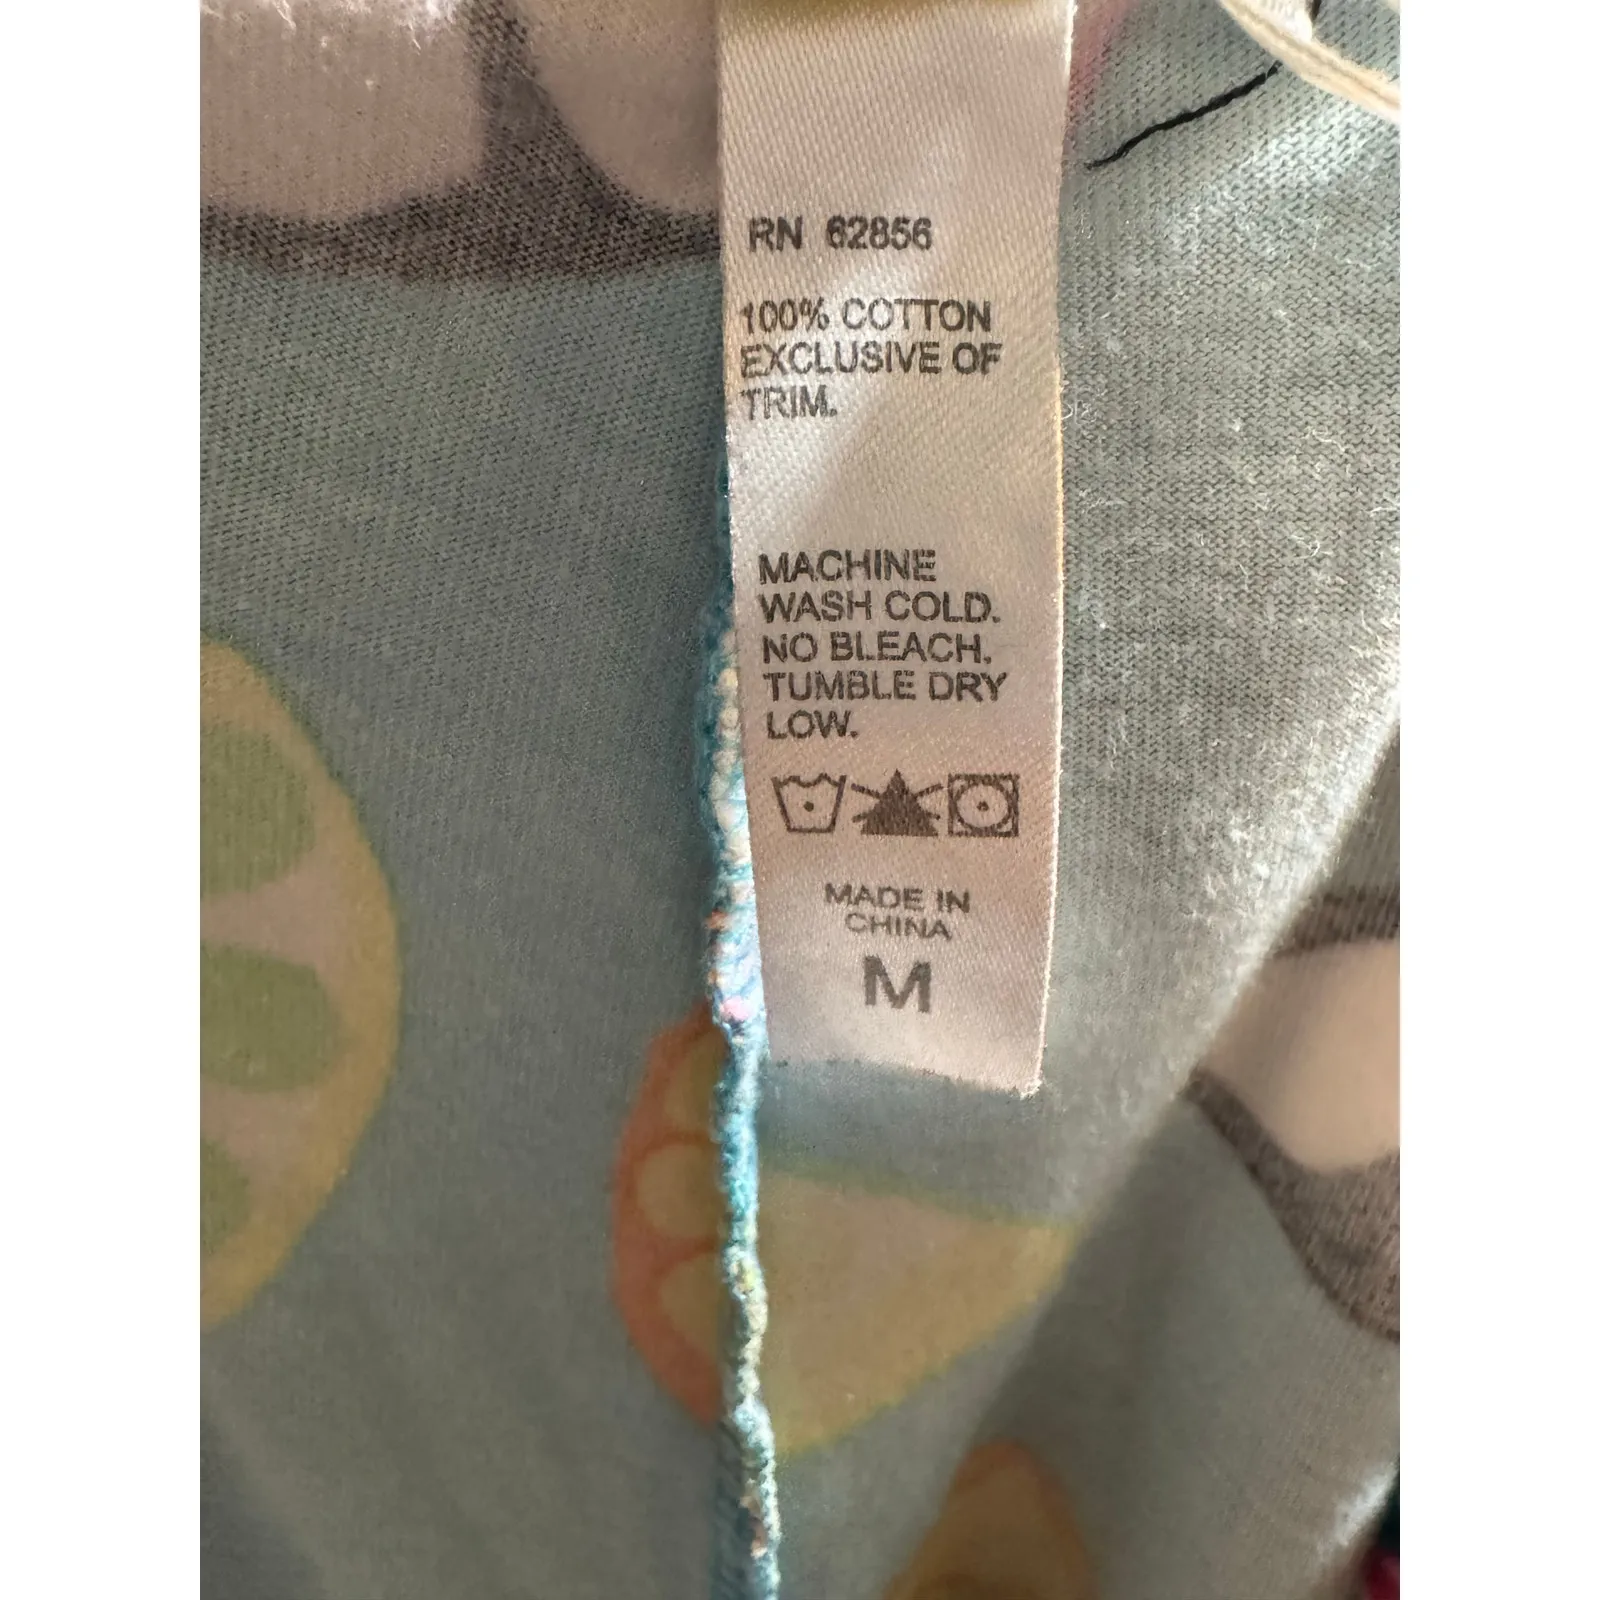 RN 62856
100% COTTON
EXCLUSIVE OF
TRIM.
MACHINE
WASH COLD.
NO BLEACH.
TUMBLE DRY
LOW.
MADE IN
CHINA
M